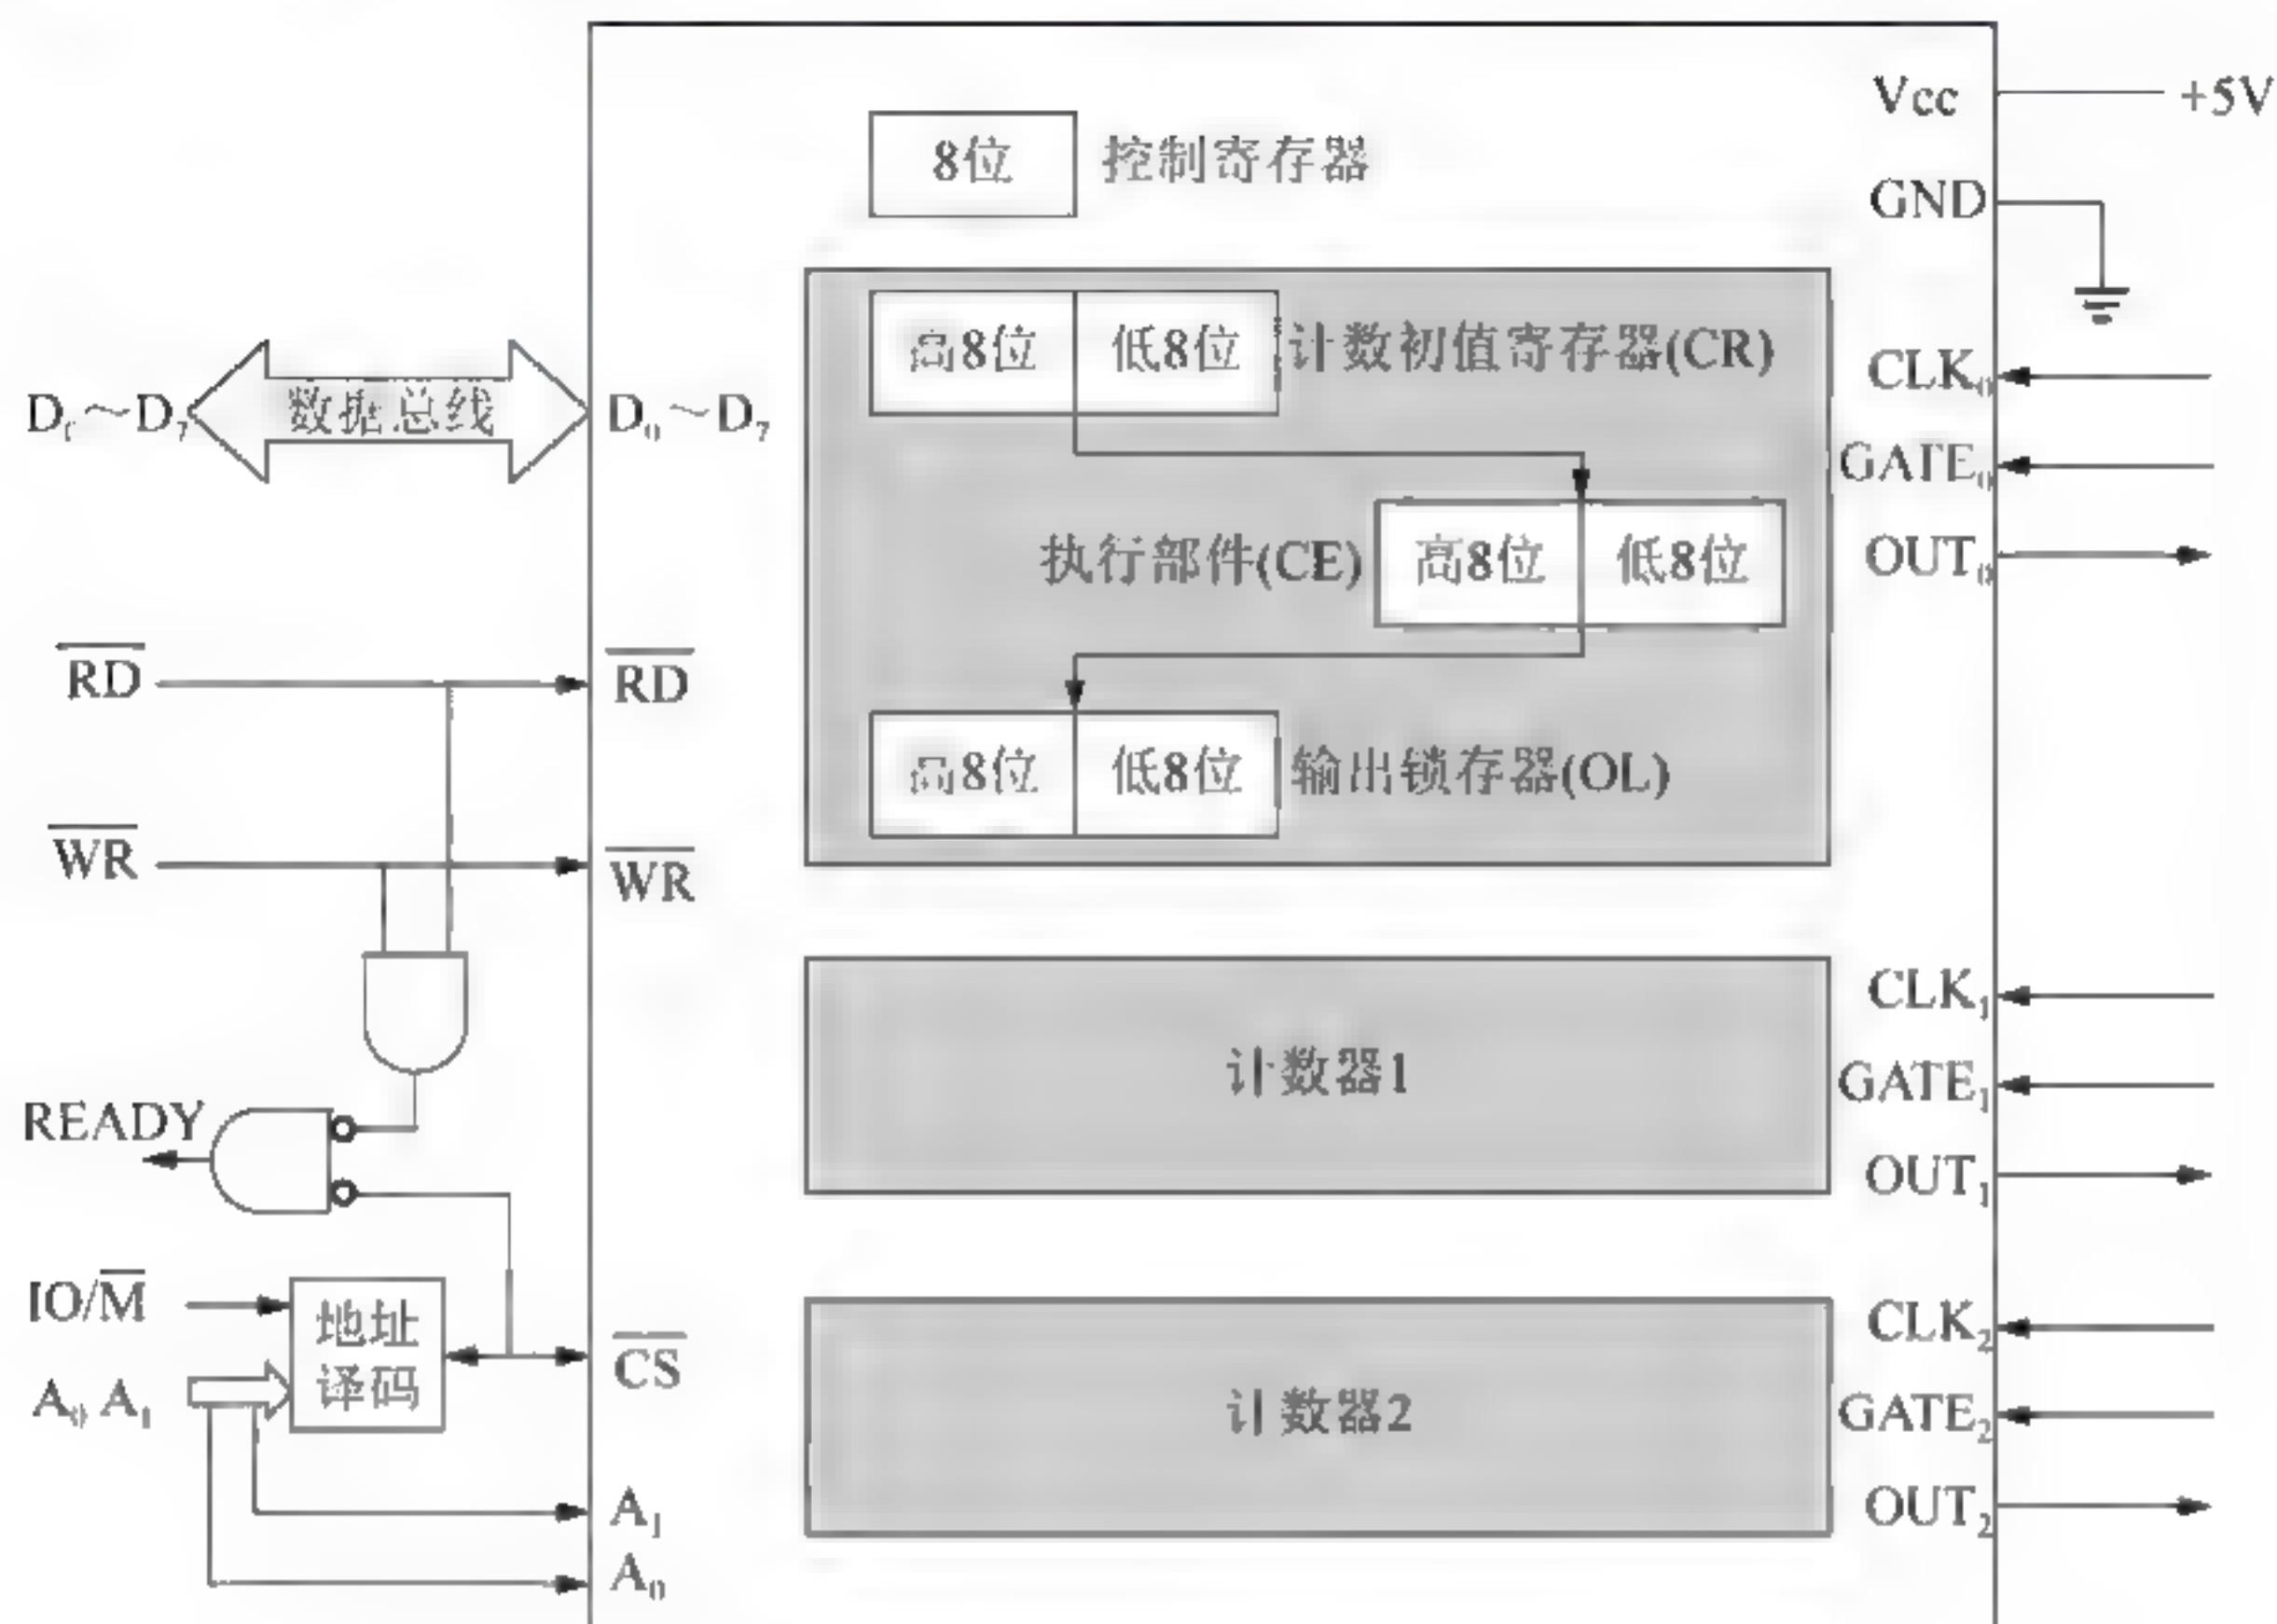 Vcc
+5V
8位
控制寄存器
GND
高8位
低8位
计数初值寄存器(CR)
CLK₀
D₀～D₇
数据总线
D₀～D₇
GATE₀
执行部件(CE)
高8位
低8位
OUT₀
RD
RD
高8位
低8位
输出锁存器(OL)
WR
WR
CLK₁
计数器1
GATE₁
READY
OUT₁
IO/M
地址
译码
CS
CLK₂
A₀ A₁
计数器2
GATE₂
A₁
OUT₂
A₀